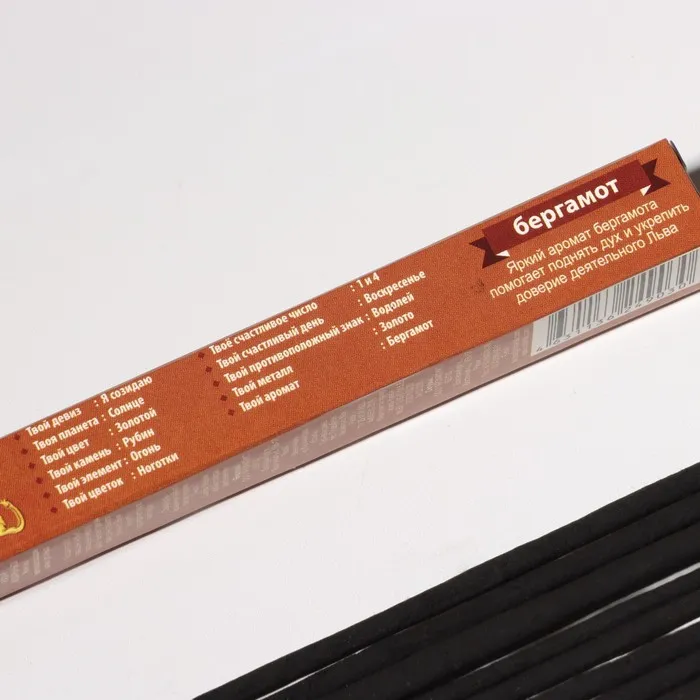 Твой девиз : Я созидаю
Твоя планета : Солнце
Твой цвет : Золотой
Твой камень : Рубин
Твой элемент : Огонь
Твой цветок : Ноготки
Твоё счастливое число : 1 и 4
Твой счастливый день : Воскресенье
Твой противоположный знак : Водолей
Твой металл : Золото
Твой аромат : Бергамот
бергамот
Яркий аромат бергамота
помогает поднять дух и укрепить
доверие деятельного Льва